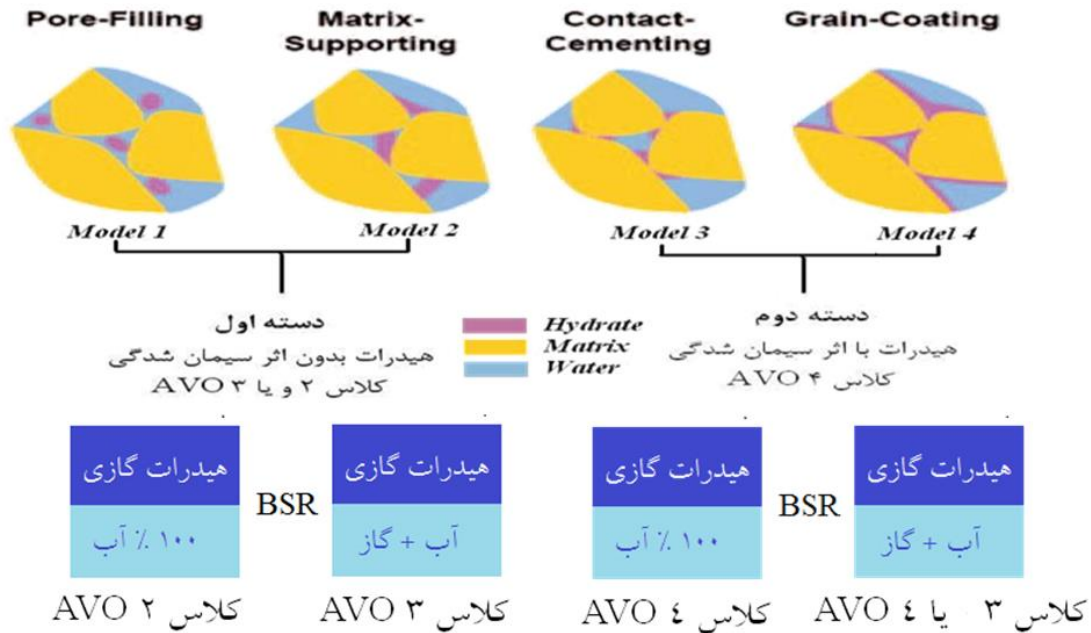 Pore-Filling
Matrix-
Supporting
Contact-
Cementing
Grain-Coating
Model 1
Model 2
Model 3
Model 4
دسته اول
هیدرات بدون اثر سیمان شدگی
کلاس ۲ و یا ۳ AVO
Hydrate
Matrix
Water
دسته دوم
هیدرات با اثر سیمان شدگی
کلاس ۴ AVO
هیدرات گازی
۱۰۰ ٪ آب
BSR
هیدرات گازی
آب + گاز
هیدرات گازی
۱۰۰ ٪ آب
BSR
هیدرات گازی
آب + گاز
کلاس ۲ AVO
کلاس ۳ AVO
کلاس ٤ AVO
کلاس ۳ یا ٤ AVO